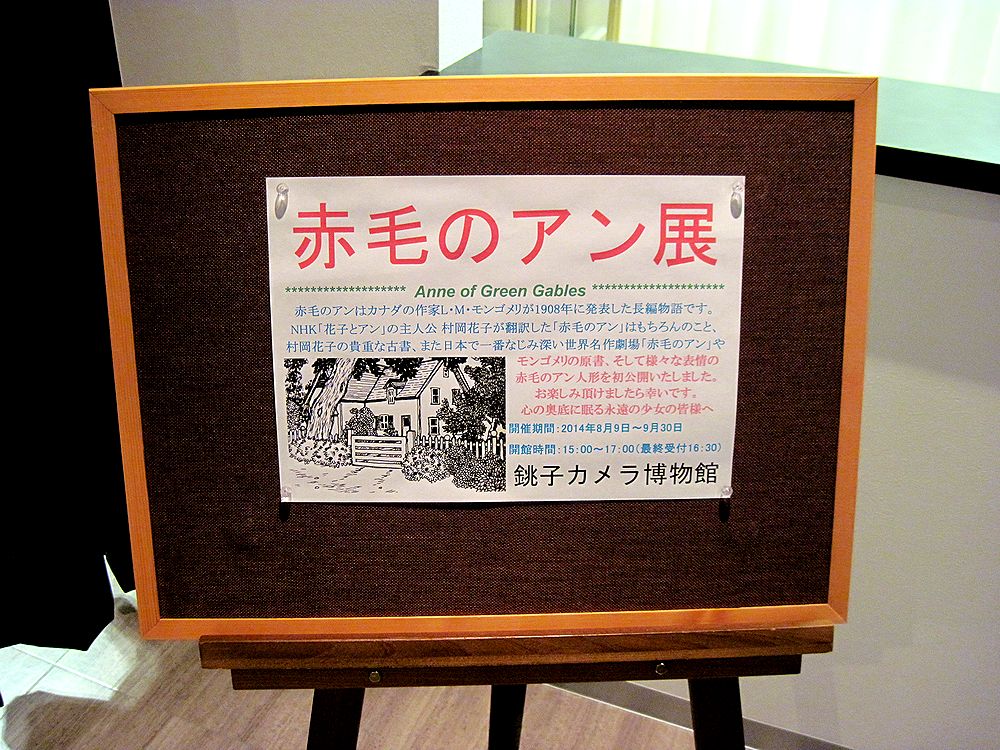 赤毛のアン展
******************* Anne of Green Gables *********************
赤毛のアンはカナダの作家L・M・モンゴメリが1908年に発表した長編物語です。
NHK「花子とアン」の主人公 村岡花子が翻訳した「赤毛のアン」はもちろんのこと、
村岡花子の貴重な古書、また日本で一番なじみ深い世界名作劇場「赤毛のアン」や
モンゴメリの原書、そして様々な表情の
赤毛のアン人形を初公開いたしました。
お楽しみ頂けましたら幸いです。
心の奥底に眠る永遠の少女の皆様へ
開催期間：2014年8月9日～9月30日
開館時間：15:00～17:00（最終受付16:30）
銚子カメラ博物館